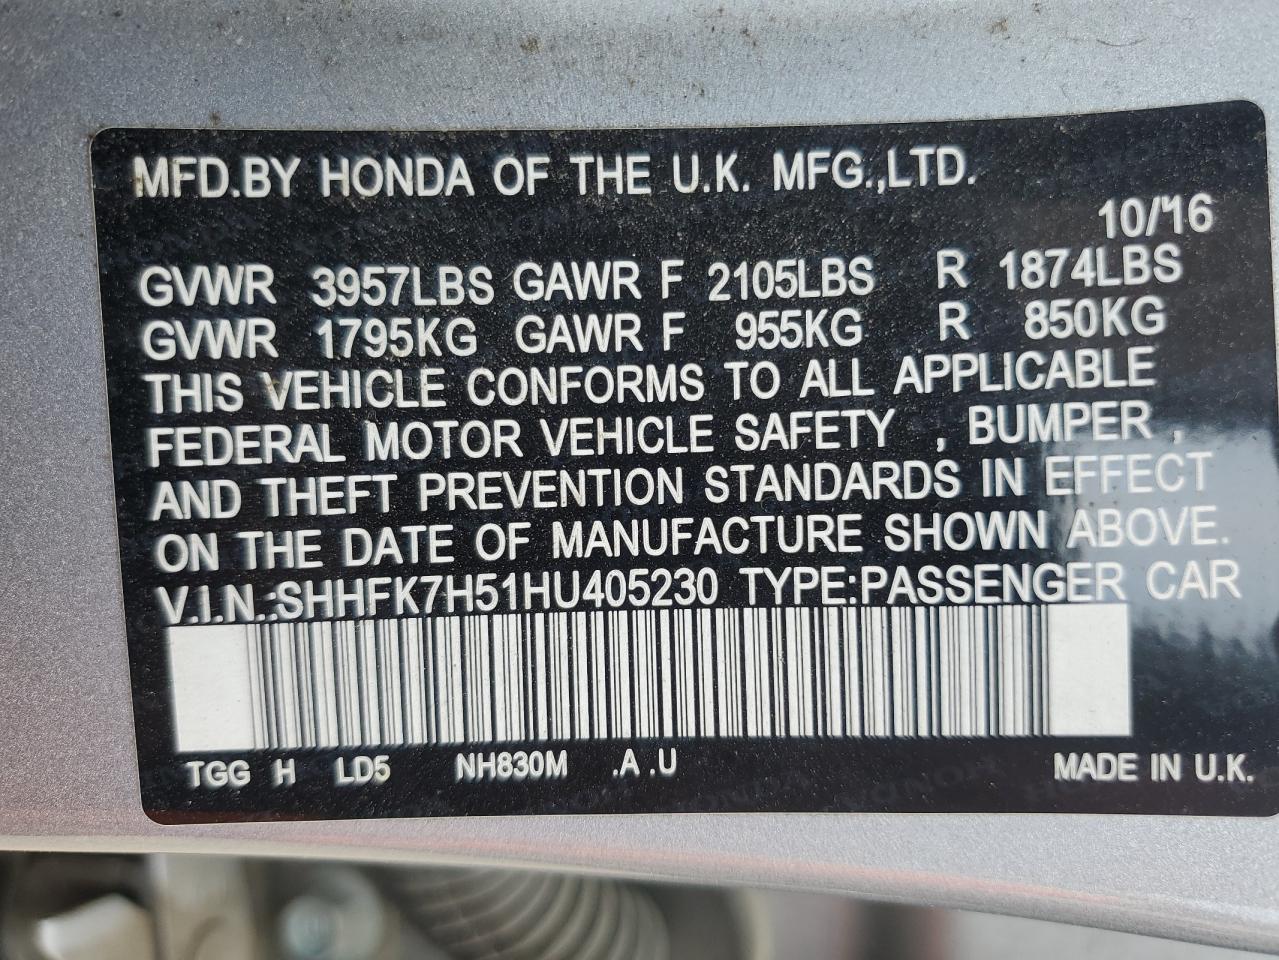 MFD.BY HONDA OF THE U.K. MFG.,LTD.
10/'16
GVWR 3957LBS GAWR F 2105LBS R 1874LBS
GVWR 1795KG GAWR F 955KG R 850KG
THIS VEHICLE CONFORMS TO ALL APPLICABLE
FEDERAL MOTOR VEHICLE SAFETY , BUMPER ,
AND THEFT PREVENTION STANDARDS IN EFFECT
ON THE DATE OF MANUFACTURE SHOWN ABOVE.
V.I.N.:SHHFK7H51HU405230 TYPE:PASSENGER CAR
TGG H LD5 NH830M .A .U MADE IN U.K.